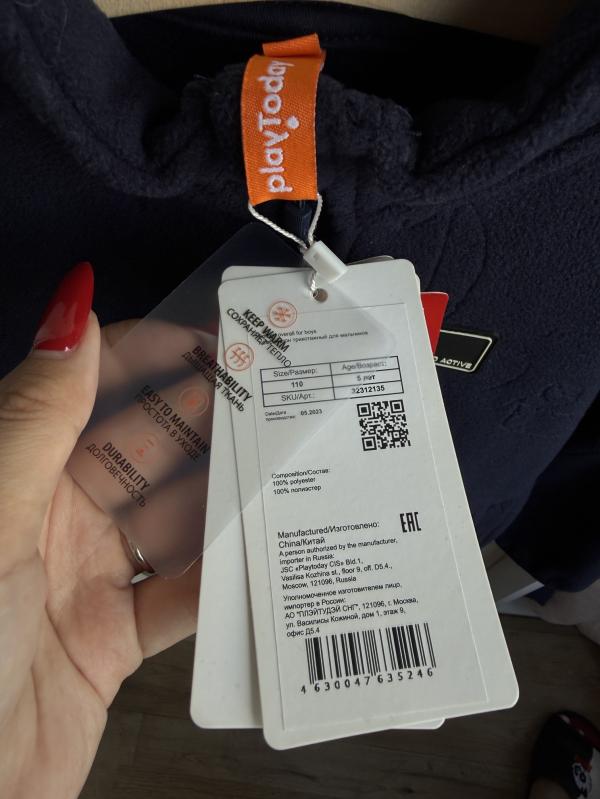 playToday
KEEP WARM
СОХРАНЯЕТ ТЕПЛО
BREATHABILITY
ДЫШАЩАЯ ТКАНЬ
EASY TO MAINTAIN
ПРОСТОТА В УХОДЕ
DURABILITY
ДОЛГОВЕЧНОСТЬ
overall for boys
трикотажный для мальчиков
Size/Размер: Age/Возраст:
110 5 лет
SKU/Арт.: 32312135
Date/Дата
производства: 05.2023
Composition/Состав:
100% polyester
100% полиэстер
Manufactured/Изготовлено:
China/Китай
EAC
A person authorized by the manufacturer,
importer in Russia:
JSC «Playtoday CIS» Bld.1,
Vasilisa Kozhina st., floor 9, off. D5.4.,
Moscow, 121096, Russia
Уполномоченное изготовителем лицо,
импортер в России:
АО "ПЛЭЙТУДЭЙ СНГ", 121096, г. Москва,
ул. Василисы Кожиной, дом 1, этаж 9,
офис Д5.4
4630047635246
ACTIVE